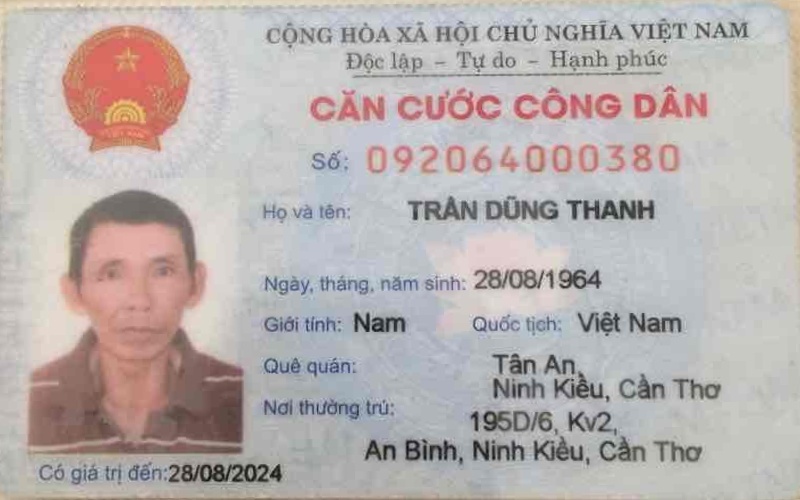 CỘNG HÒA XÃ HỘI CHỦ NGHĨA VIỆT NAM
Độc lập – Tự do – Hạnh phúc
CĂN CƯỚC CÔNG DÂN
Số: 092064000380
Họ và tên: TRẦN DŨNG THANH
Ngày, tháng, năm sinh: 28/08/1964
Giới tính: Nam Quốc tịch: Việt Nam
Quê quán: Tân An,
Ninh Kiều, Cần Thơ
Nơi thường trú: 195D/6, Kv2,
An Bình, Ninh Kiều, Cần Thơ
Có giá trị đến: 28/08/2024